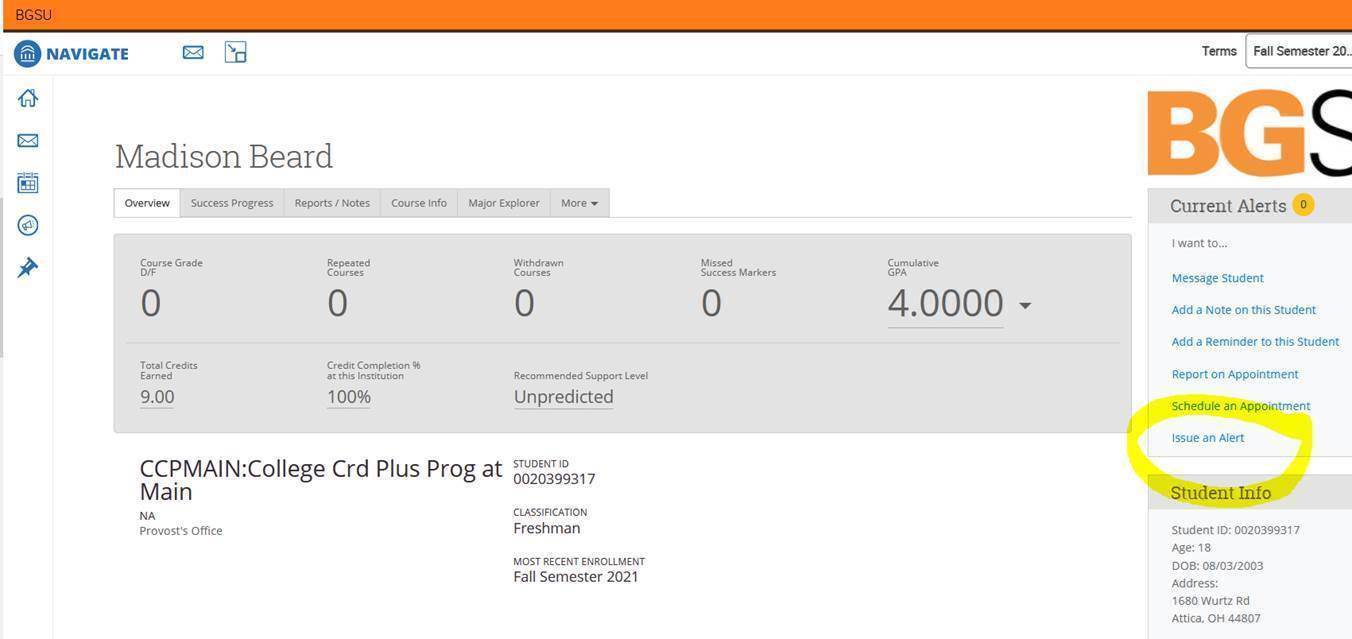 BGSU
NAVIGATE
Terms
Fall Semester 20...
BGS
Madison Beard
Overview
Success Progress
Reports / Notes
Course Info
Major Explorer
More
Course Grade
D/F
0
Repeated
Courses
0
Withdrawn
Courses
0
Missed
Success Markers
0
Cumulative
GPA
4.0000
Total Credits
Earned
9.00
Credit Completion %
at this Institution
100%
Recommended Support Level
Unpredicted
CCPMAIN:College Crd Plus Prog at
Main
NA
Provost's Office
STUDENT ID
0020399317
CLASSIFICATION
Freshman
MOST RECENT ENROLLMENT
Fall Semester 2021
Current Alerts 0
I want to...
Message Student
Add a Note on this Student
Add a Reminder to this Student
Report on Appointment
Schedule an Appointment
Issue an Alert
Student Info
Student ID: 0020399317
Age: 18
DOB: 08/03/2003
Address:
1680 Wurtz Rd
Attica, OH 44807